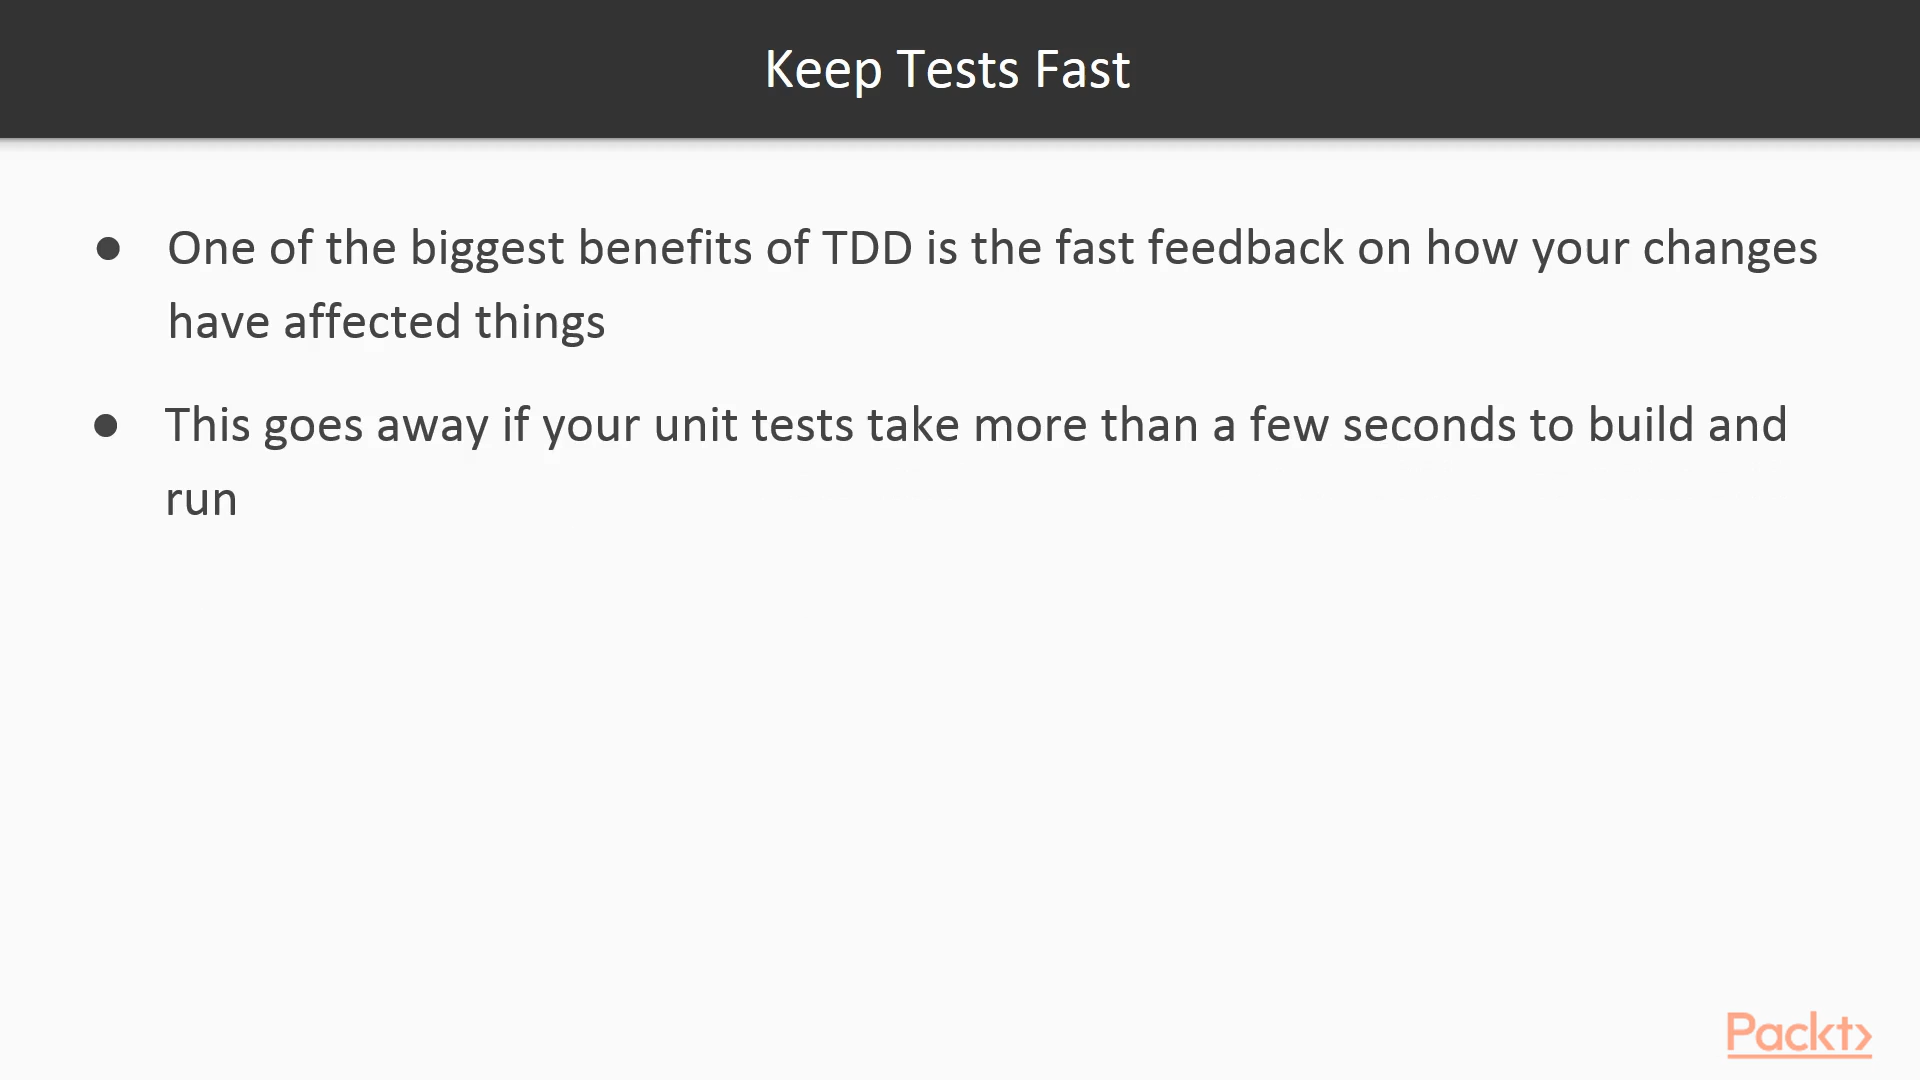 Keep Tests Fast
● One of the biggest benefits of TDD is the fast feedback on how your changes
have affected things
● This goes away if your unit tests take more than a few seconds to build and
run
Packt>